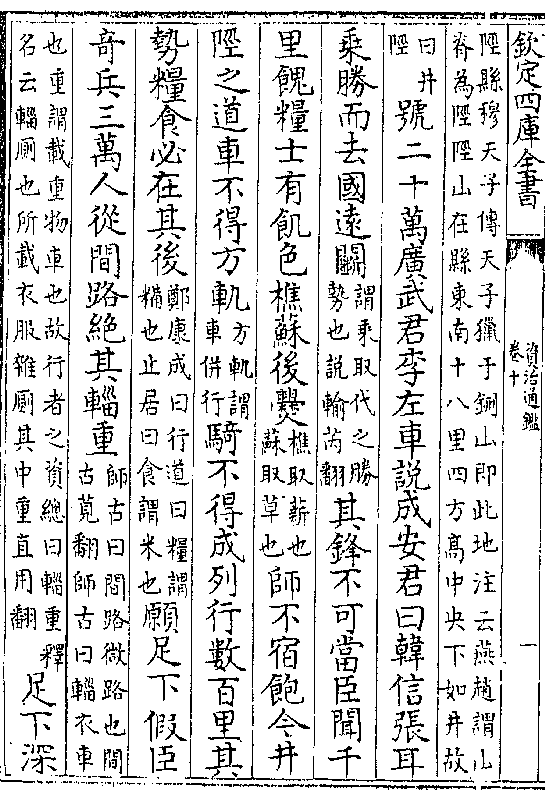 欽定四庫全書
資治通鑑
卷十
一
陘縣穆天子傳天子獵于鈃山即此地注云燕趙謂山
脊為陘陘山在縣東南十八里四方髙中央下如井故
曰井
陘
號二十萬廣武君李左車說成安君曰韓信張耳
乘勝而去國遠鬭
謂乘取代之勝
勢也說輸芮翻
其鋒不可當臣聞千
里餽糧士有飢色樵蘇後爨
樵取薪也
蘇取草也
師不宿飽今井
陘之道車不得方軌
方軌謂
車併行
騎不得成列行數百里其
勢糧食必在其後
鄭康成曰行道曰糧謂
糒也止居曰食謂米也
願足下假臣
奇兵三萬人從間路絶其輜重
師古曰間路微路也間
古莧翻師古曰輜衣車
也重謂載重物車也故行者之資總曰輜重釋
名云輜厠也所載衣服雜厠其中重直用翻
足下深